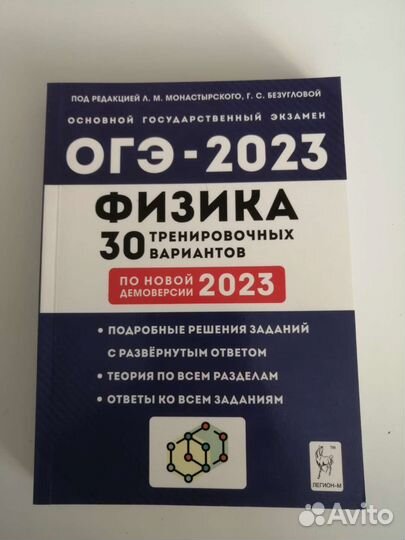 ПОД РЕДАКЦИЕЙ Л. М. МОНАСТЫРСКОГО, Г. С. БЕЗУГЛОВОЙ
ОСНОВНОЙ ГОСУДАРСТВЕННЫЙ ЭКЗАМЕН
ОГЭ - 2023
ФИЗИКА
30 ТРЕНИРОВОЧНЫХ
ВАРИАНТОВ
ПО НОВОЙ
ДЕМОВЕРСИИ 2023
• ПОДРОБНЫЕ РЕШЕНИЯ ЗАДАНИЙ
С РАЗВЁРНУТЫМ ОТВЕТОМ
• ТЕОРИЯ ПО ВСЕМ РАЗДЕЛАМ
• ОТВЕТЫ КО ВСЕМ ЗАДАНИЯМ
TM
ЛЕГИОН-М
Avito